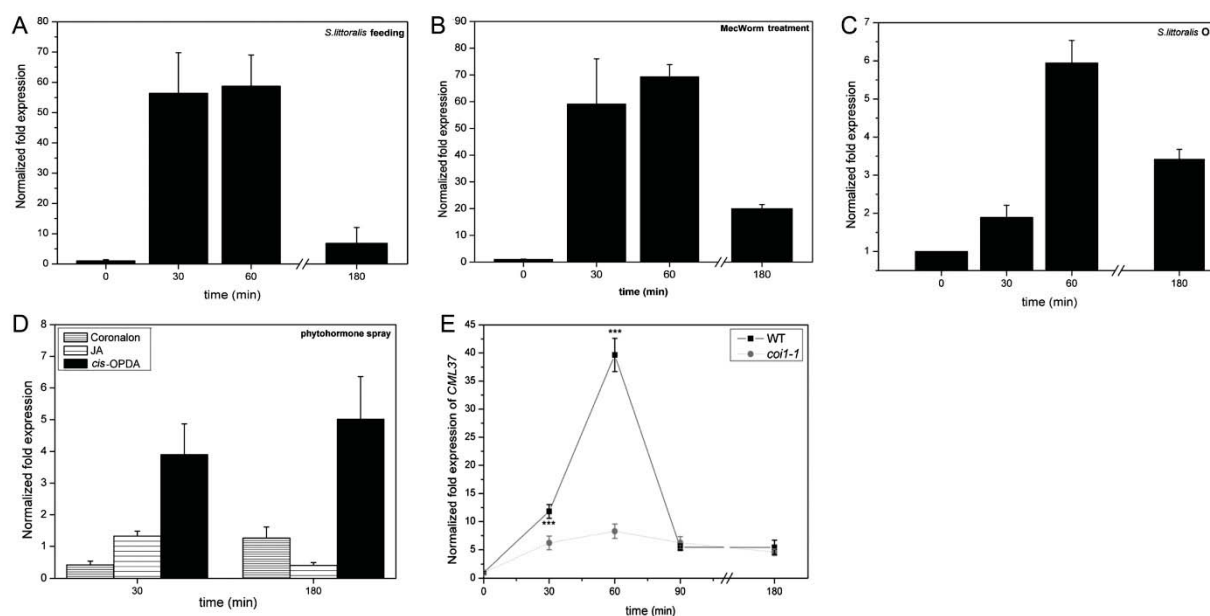 A
S.littoralis feeding
Normalized fold expression
80
70
60
50
40
30
20
10
0
0
30
60
180
time (min)
B
MecWorm treatment
Normalized fold expression
90
80
70
60
50
40
30
20
10
0
0
30
60
180
time (min)
C
S.littoralis O
Normalized fold expression
7
6
5
4
3
2
1
0
30
60
180
time (min)
D
phytohormone spray
Coronalon
JA
cis-OPDA
Normalized fold expression
8
7
6
5
4
3
2
1
0
30
180
time (min)
E
WT
coi1-1
Normalized fold expression of CML37
45
40
35
30
25
20
15
10
5
0
***
***
0
30
60
90
180
time (min)